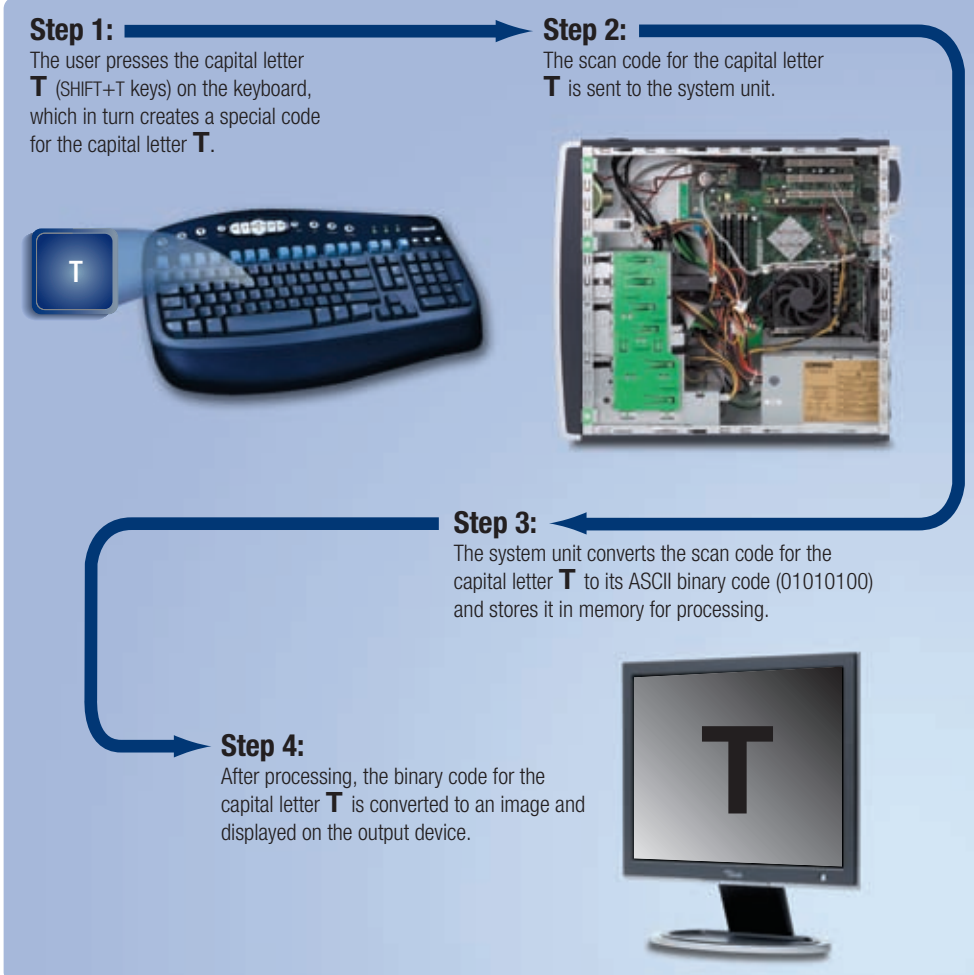 Step 1:
The user presses the capital letter
T (SHIFT+T keys) on the keyboard,
which in turn creates a special code
for the capital letter T.
T
Step 2:
The scan code for the capital letter
T is sent to the system unit.
Step 3:
The system unit converts the scan code for the
capital letter T to its ASCII binary code (01010100)
and stores it in memory for processing.
T
Step 4:
After processing, the binary code for the
capital letter T is converted to an image and
displayed on the output device.